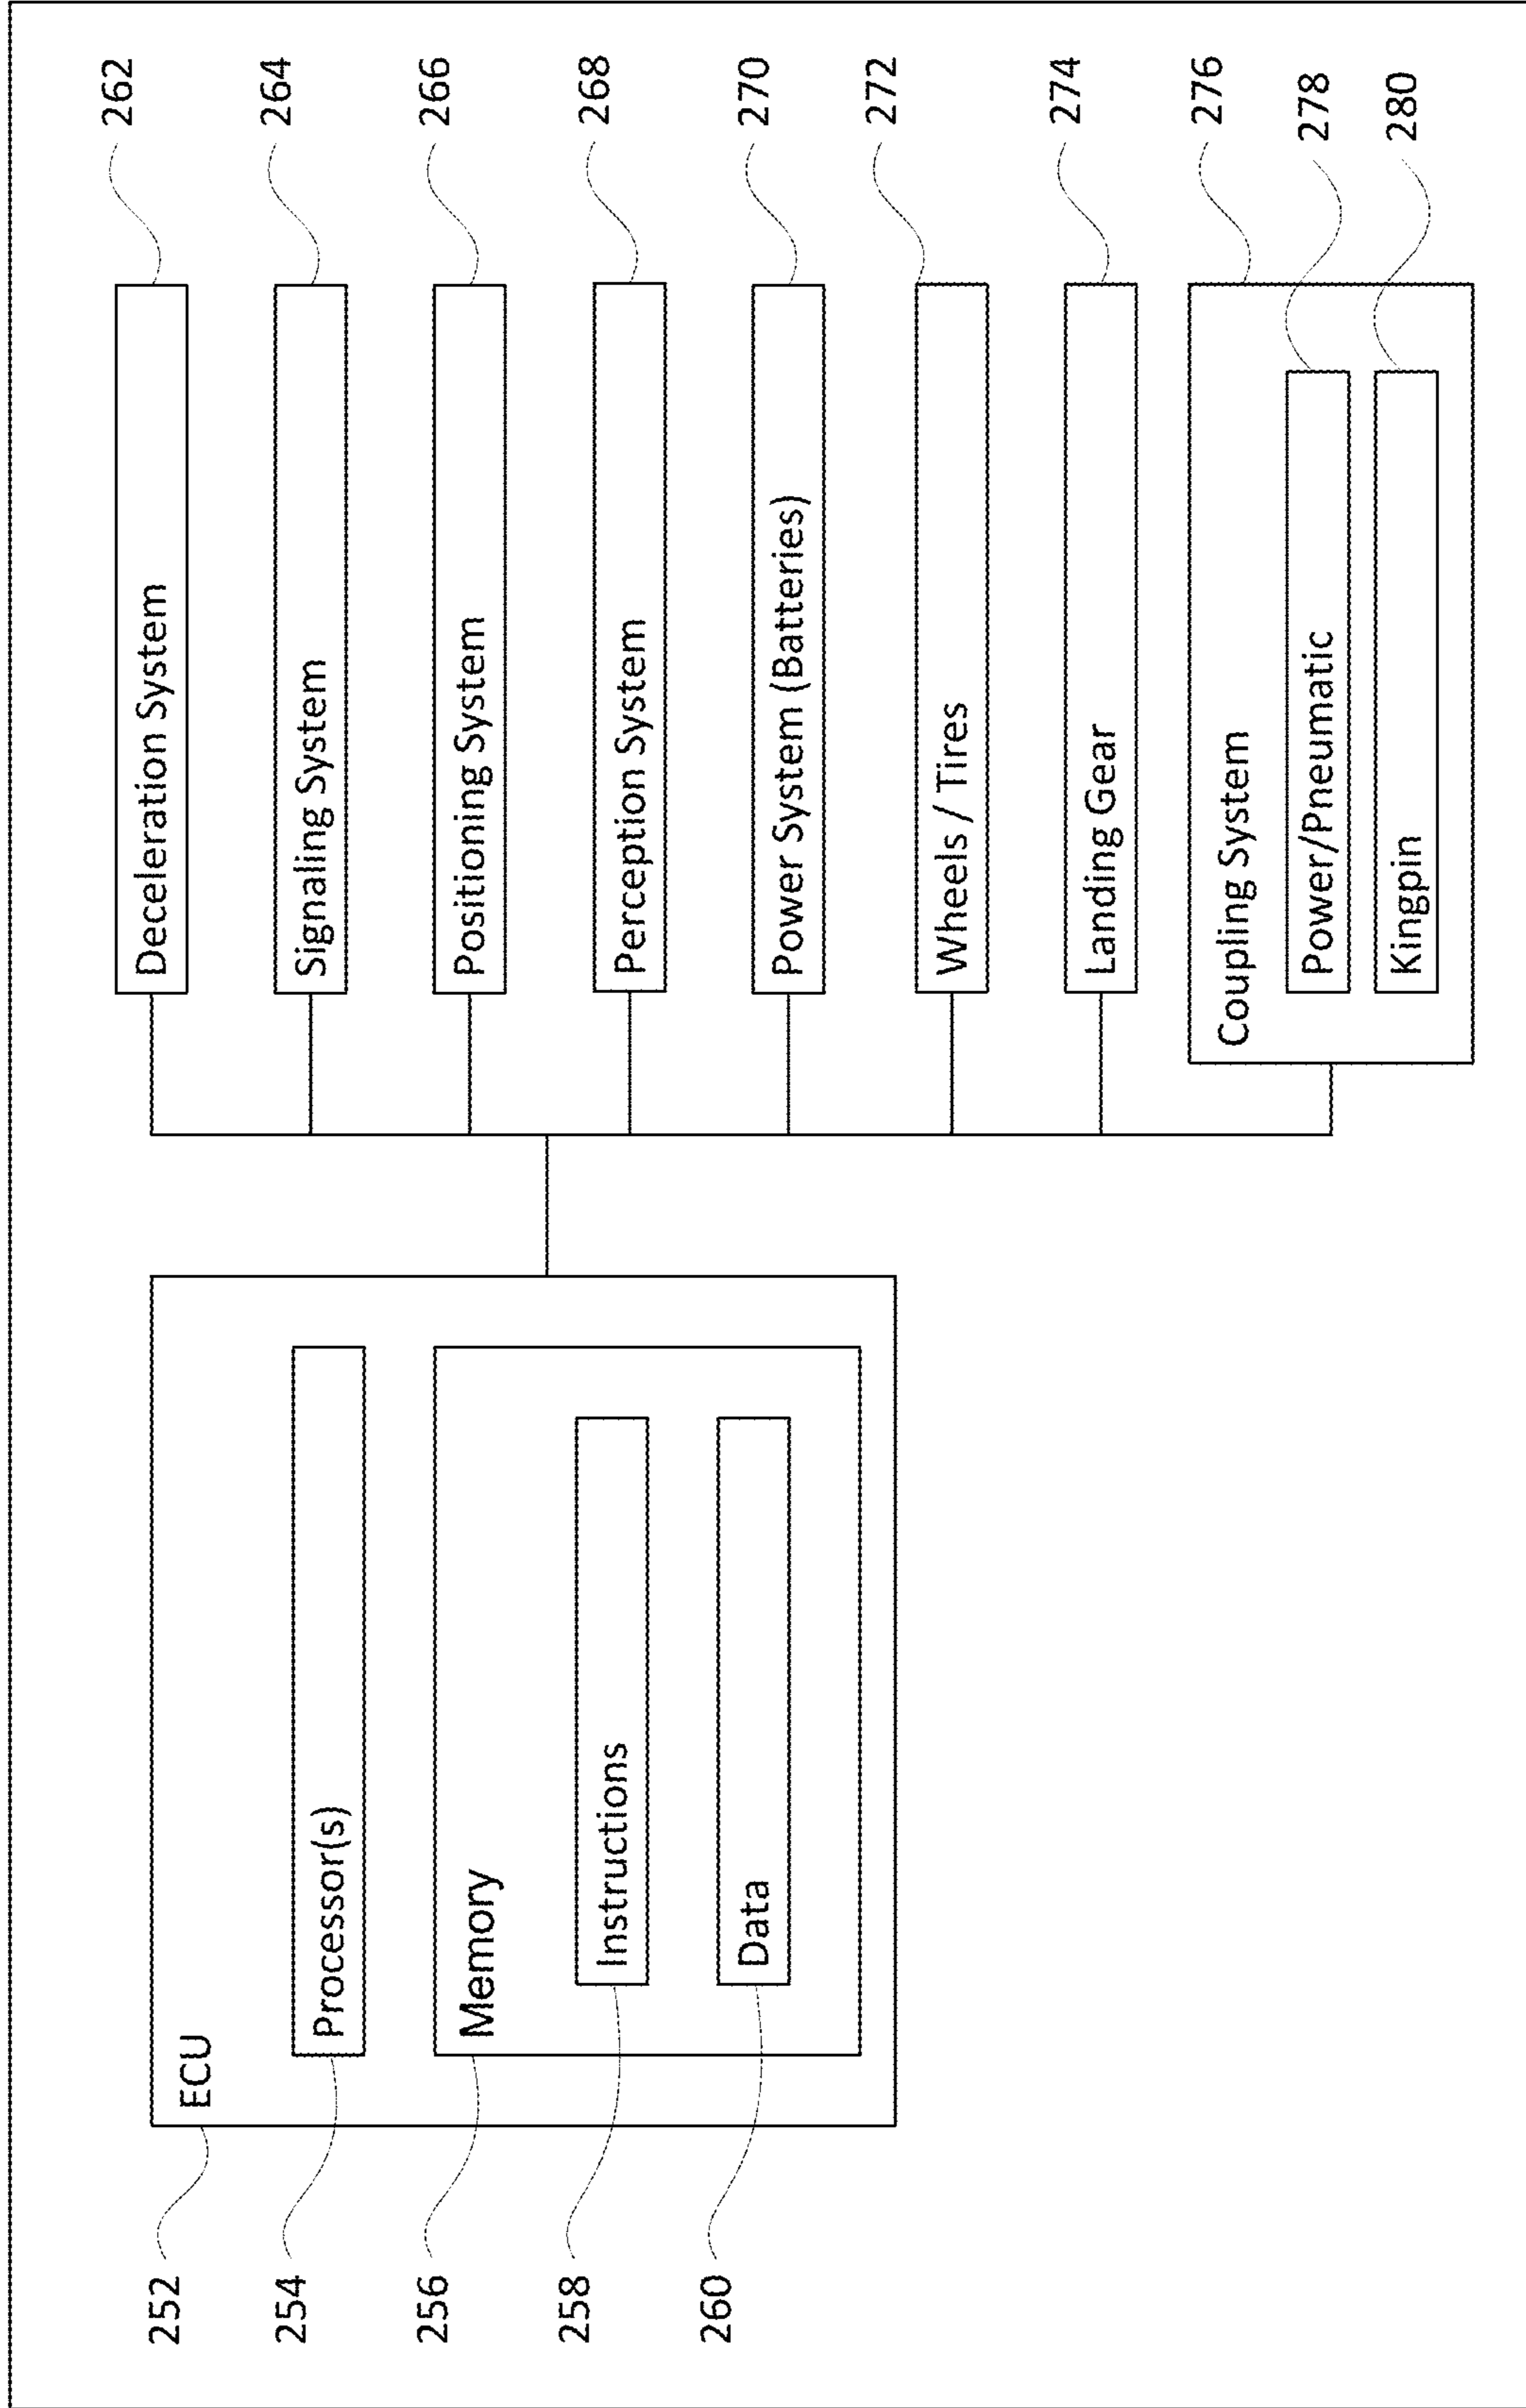 252
ECU
254
Processor(s)
256
Memory
258
Instructions
260
Data
Deceleration System
262
Signaling System
264
Positioning System
266
Perception System
268
Power System (Batteries)
270
Wheels / Tires
272
Landing Gear
274
Coupling System
276
Power/Pneumatic
278
Kingpin
280